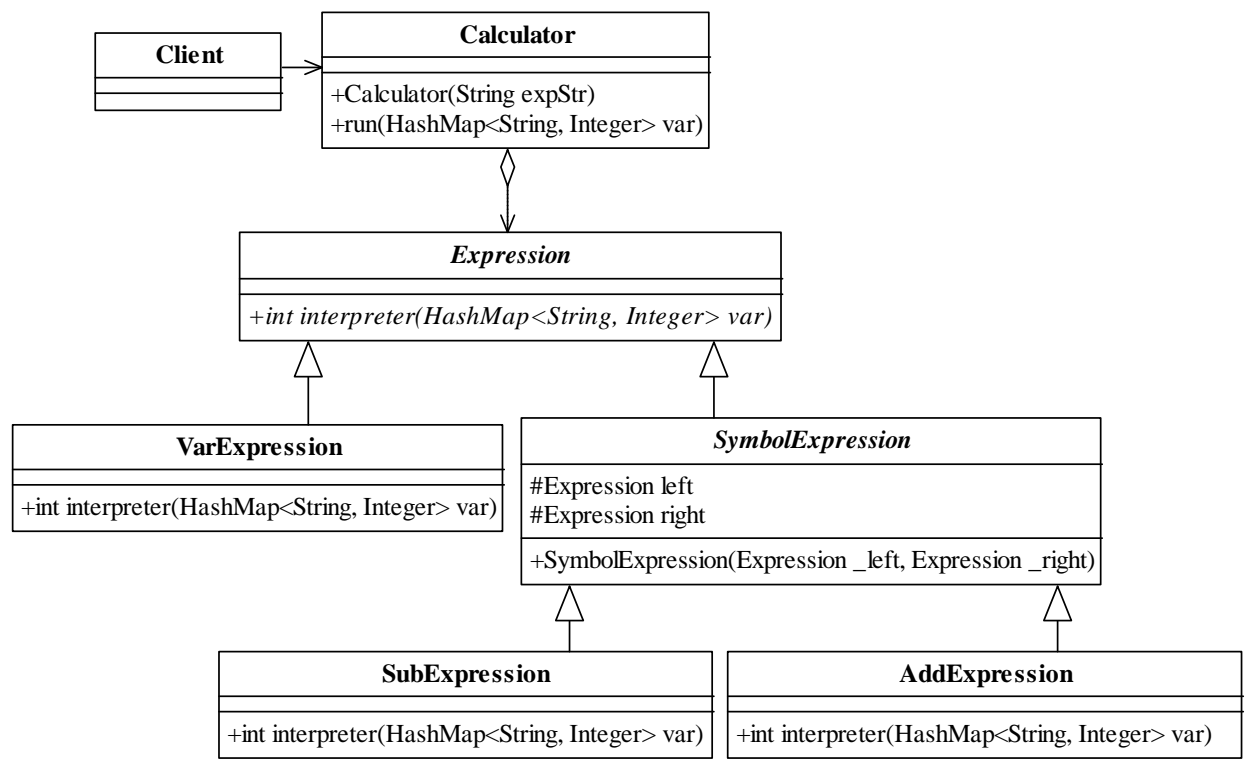 Client
Calculator
+Calculator(String expStr)
+run(HashMap<String, Integer> var)
Expression
+int interpreter(HashMap<String, Integer> var)
VarExpression
+int interpreter(HashMap<String, Integer> var)
SymbolExpression
#Expression left
#Expression right
+SymbolExpression(Expression _left, Expression _right)
SubExpression
+int interpreter(HashMap<String, Integer> var)
AddExpression
+int interpreter(HashMap<String, Integer> var)